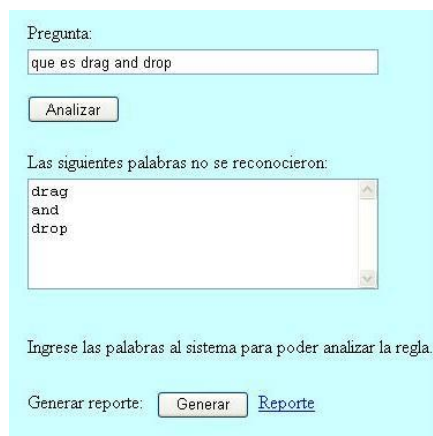 Pregunta:
que es drag and drop
Analizar
Las siguientes palabras no se reconocieron:
drag
and
drop
Ingrese las palabras al sistema para poder analizar la regla.
Generar reporte: Generar Reporte